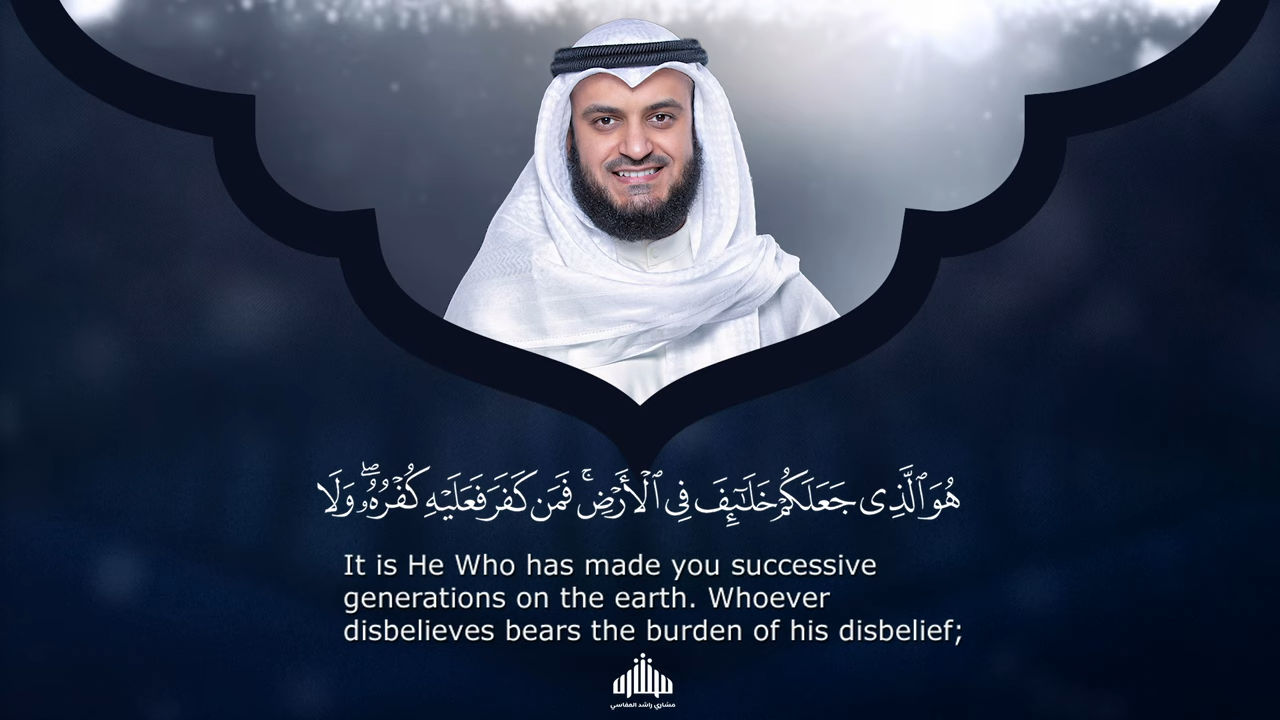 هُوَ ٱلَّذِى جَعَلَكُمْ خَلَـٰٓئِفَ فِى ٱلْأَرْضِ ۚ فَمَن كَفَرَ فَعَلَيْهِ كُفْرُهُۥ ۖ وَلَا
It is He Who has made you successive
generations on the earth. Whoever
disbelieves bears the burden of his disbelief;
مشاري
مشاري راشد العفاسي